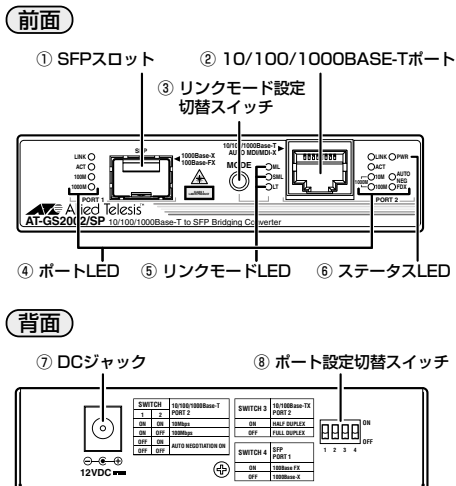 前面
① SFPスロット
② 10/100/1000BASE-Tポート
③ リンクモード設定
切替スイッチ
SFP
1000Base-X
100Base-FX
10/100/1000Base-T
AUTO MDI/MDI-X
MODE
ML
SML
LT
LINK
ACT
100M
1000M
PORT 1
LINK
PWR
ACT
10M
100M
1000M
AUTO
NEG
FDX
PORT 2
Allied Telesis
AT-GS2002/SP 10/100/1000Base-T to SFP Bridging Converter
④ ポートLED
⑤ リンクモードLED
⑥ ステータスLED
背面
⑦ DCジャック
⑧ ポート設定切替スイッチ
12VDC
SWITCH
10/100/1000Base-T
PORT 2
1 2
ON ON 10Mbps
ON OFF 100Mbps
OFF ON AUTO NEGOTIATION ON
OFF OFF
SWITCH 3
10/100Base-TX
PORT 2
ON HALF DUPLEX
OFF FULL DUPLEX
SWITCH 4
SFP
PORT 1
ON 100Base FX
OFF 1000Base-X
ON
OFF
1 2 3 4